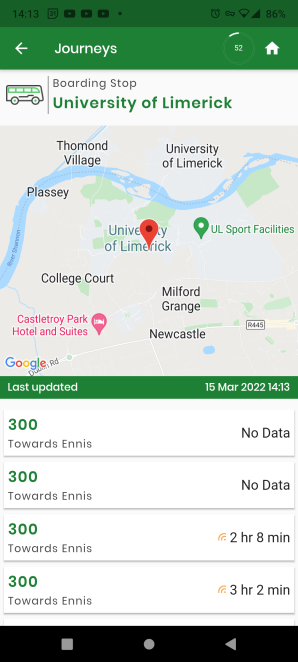 14:13
86%
Journeys
52
Boarding Stop
University of Limerick
Thomond
Village
University
of Limerick
Plassey
River Shannon
University
of Limerick
UL Sport Facilities
College Court
Milford
Grange
Castletroy Park
Hotel and Suites
R445
Newcastle
Google
Rd
Last updated
15 Mar 2022 14:13
300
Towards Ennis
No Data
300
Towards Ennis
No Data
300
Towards Ennis
2 hr 8 min
300
Towards Ennis
3 hr 2 min